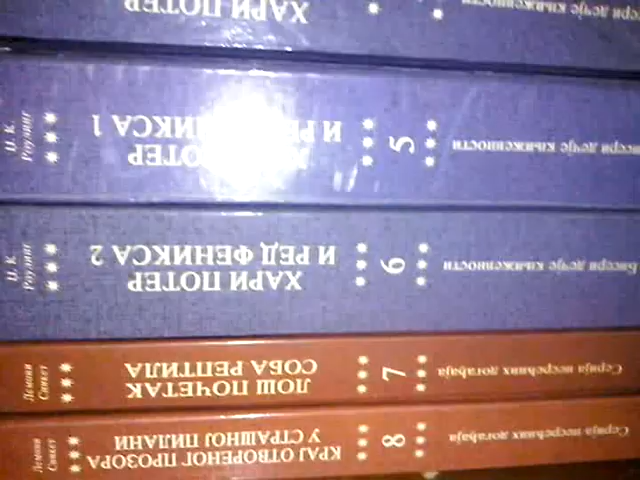 дечје књижевности
ХАРИ ПОТЕР
дечје књижевности
5
ПОТЕР
И 1
Џ. К.
Роулинг
Бисери дечје књижевности
6
ХАРИ ПОТЕР
И РЕД ФЕНИКСА 2
Џ. К.
Роулинг
Серија несрећних догађаја
7
ЛОШ ПОЧЕТАК
СОБА РЕПТИЛА
Лемони
Сникет
Серија несрећних догађаја
8
КРАЈ ОТВОРЕНОГ ПРОЗОРА
У СТРАШНОЈ ПИЛАНИ
Лемони
Сникет